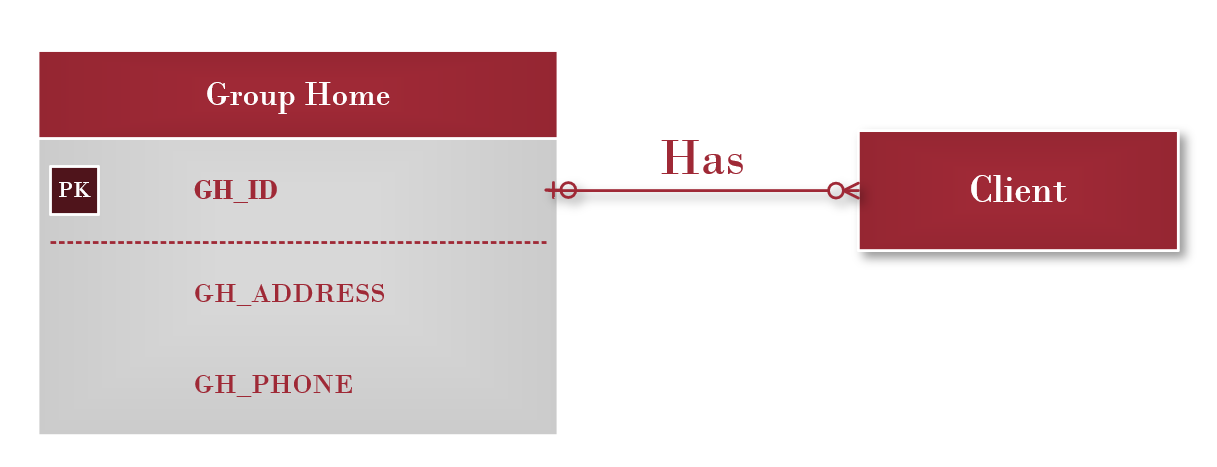 Group Home
PK GH_ID
Has
Client
GH_ADDRESS
GH_PHONE